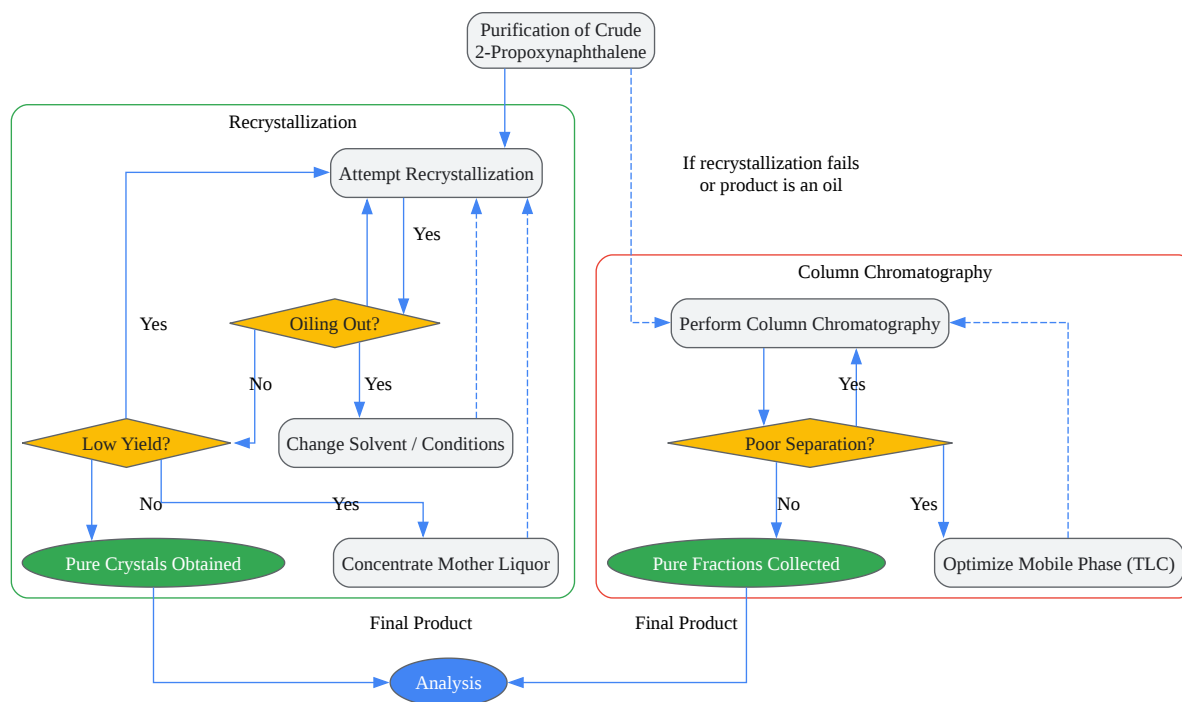 Purification of Crude
2-Propoxynaphthalene
Recrystallization
Attempt Recrystallization
If recrystallization fails
or product is an oil
Yes
Column Chromatography
Oiling Out?
Yes
Perform Column Chromatography
No
Yes
Yes
Low Yield?
Change Solvent / Conditions
Poor Separation?
No
Yes
No
Yes
Pure Crystals Obtained
Concentrate Mother Liquor
Pure Fractions Collected
Optimize Mobile Phase (TLC)
Final Product
Final Product
Analysis